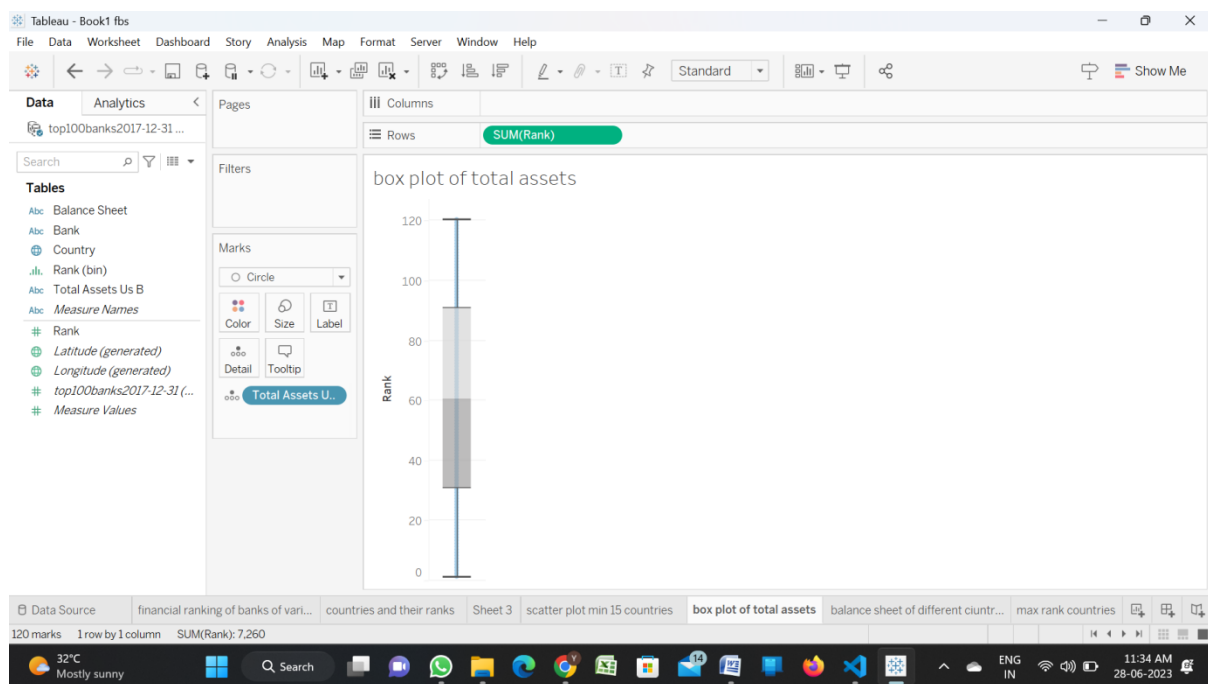 Tableau - Book1 fbs
File Data Worksheet Dashboard Story Analysis Map Format Server Window Help
Standard
Show Me
Data Analytics
top100banks2017-12-31 ...
Search
Tables
Abc Balance Sheet
Abc Bank
Country
Rank (bin)
Abc Total Assets Us B
Abc Measure Names
# Rank
Latitude (generated)
Longitude (generated)
# top100banks2017-12-31 (...
# Measure Values
Pages
Filters
Marks
Circle
Color Size Label
Detail Tooltip
Total Assets U..
Columns
Rows SUM(Rank)
box plot of total assets
120
100
80
60
40
20
0
Rank
Data Source financial ranking of banks of vari... countries and their ranks Sheet 3 scatter plot min 15 countries box plot of total assets balance sheet of different ciuntr... max rank countries
120 marks 1 row by 1 column SUM(Rank): 7,260
32°C
Mostly sunny
Search
14
ENG
IN
11:34 AM
28-06-2023